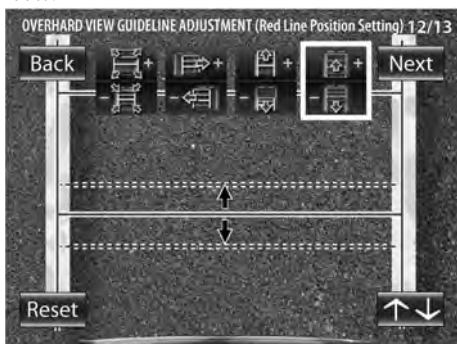 OVERHARD VIEW GUIDELINE ADJUSTMENT (Red Line Position Setting) 12/13
Back + + + + Next
- - - -
Reset ↑↓